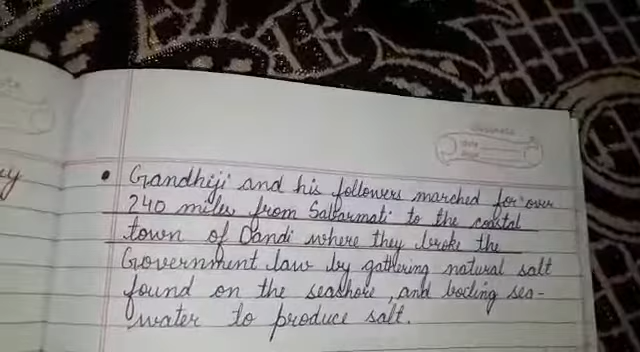 Gandhiji and his followers marched for over
240 miles from Sabarmati to the coastal
town of Dandi where they broke the
Government law by gathering natural salt
found on the seashore, and boiling sea-
water to produce salt.